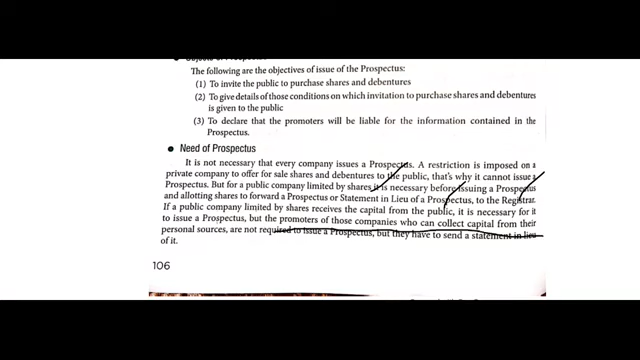 Objects of Prospectus
The following are the objectives of issue of the Prospectus:
(1) To invite the public to purchase shares and debentures
(2) To give details of those conditions on which invitation to purchase shares and debentures
is given to the public
(3) To declare that the promoters will be liable for the information contained in the
Prospectus.
● Need of Prospectus
It is not necessary that every company issues a Prospectus. A restriction is imposed on a
private company to offer for sale shares and debentures to the public, that's why it cannot issue a
Prospectus. But for a public company limited by shares it is necessary before issuing a Prospectus
and allotting shares to forward a Prospectus or Statement in Lieu of a Prospectus, to the Registrar.
If a public company limited by shares receives the capital from the public, it is necessary for it
to issue a Prospectus, but the promoters of those companies who can collect capital from their
personal sources, are not required to issue a Prospectus, but they have to send a statement in lieu
of it.
106